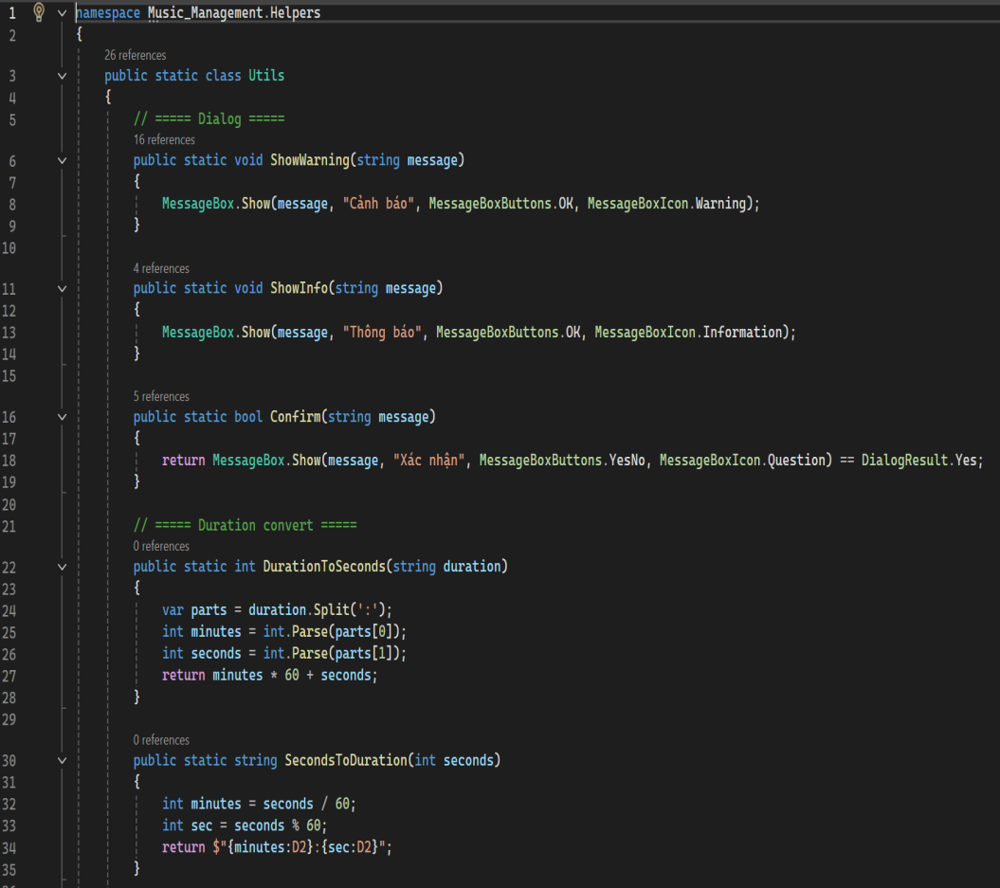 1 namespace Music_Management.Helpers
2 {
26 references
3 public static class Utils
4 {
5 // ===== Dialog =====
16 references
6 public static void ShowWarning(string message)
7 {
8 MessageBox.Show(message, "Cảnh báo", MessageBoxButtons.OK, MessageBoxIcon.Warning);
9 }
10
4 references
11 public static void ShowInfo(string message)
12 {
13 MessageBox.Show(message, "Thông báo", MessageBoxButtons.OK, MessageBoxIcon.Information);
14 }
15
5 references
16 public static bool Confirm(string message)
17 {
18 return MessageBox.Show(message, "Xác nhận", MessageBoxButtons.YesNo, MessageBoxIcon.Question) == DialogResult.Yes;
19 }
20
21 // ===== Duration convert =====
0 references
22 public static int DurationToSeconds(string duration)
23 {
24 var parts = duration.Split(':');
25 int minutes = int.Parse(parts[0]);
26 int seconds = int.Parse(parts[1]);
27 return minutes * 60 + seconds;
28 }
29
0 references
30 public static string SecondsToDuration(int seconds)
31 {
32 int minutes = seconds / 60;
33 int sec = seconds % 60;
34 return $"{minutes:D2}:{sec:D2}";
35 }